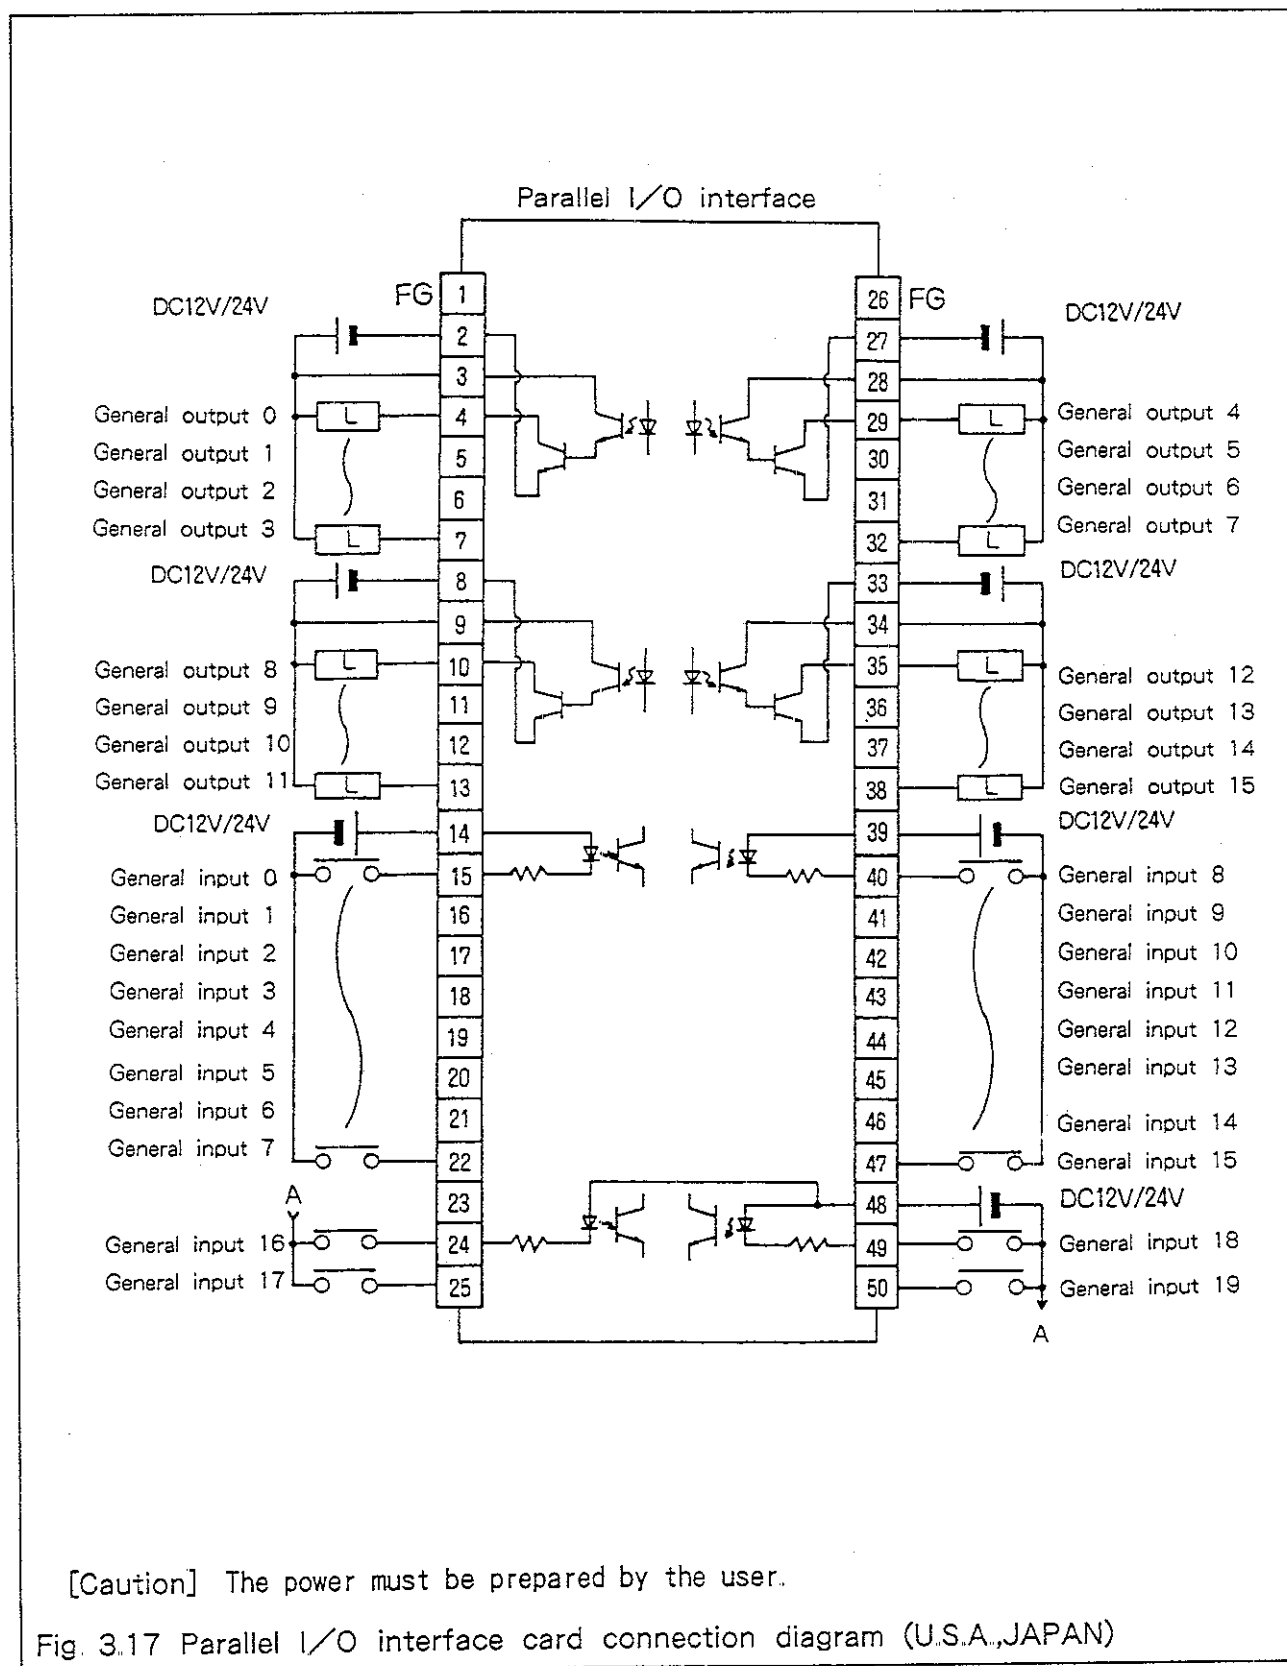 Parallel I/O interface
FG 1
2
3
4
5
6
7
8
9
10
11
12
13
14
15
16
17
18
19
20
21
22
23
24
25
26 FG
27
28
29
30
31
32
33
34
35
36
37
38
39
40
41
42
43
44
45
46
47
48
49
50
DC12V/24V
General output 0
L
General output 1
General output 2
General output 3
L
DC12V/24V
General output 8
L
General output 9
General output 10
General output 11
L
DC12V/24V
General input 0
General input 1
General input 2
General input 3
General input 4
General input 5
General input 6
General input 7
A
General input 16
General input 17
DC12V/24V
L
General output 4
General output 5
General output 6
General output 7
L
DC12V/24V
L
General output 12
General output 13
General output 14
L
General output 15
DC12V/24V
General input 8
General input 9
General input 10
General input 11
General input 12
General input 13
General input 14
General input 15
DC12V/24V
General input 18
General input 19
A
[Caution] The power must be prepared by the user.
Fig. 3.17 Parallel I/O interface card connection diagram (U.S.A.,JAPAN)